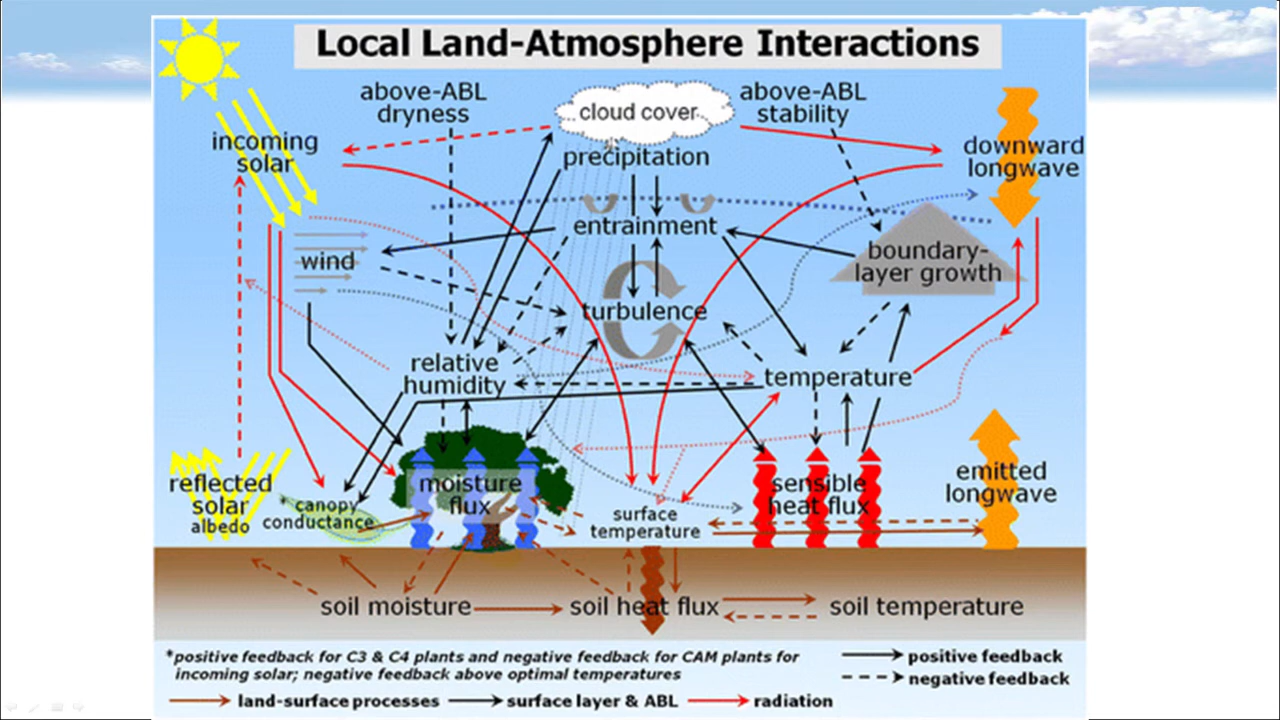 Local Land-Atmosphere Interactions
above-ABL
dryness
cloud cover
above-ABL
stability
incoming
solar
precipitation
downward
longwave
entrainment
wind
boundary-
layer growth
turbulence
relative
humidity
temperature
reflected
solar
albedo
*canopy
conductance
moisture
flux
surface
temperature
sensible
heat flux
emitted
longwave
soil moisture
soil heat flux
soil temperature
*positive feedback for C3 & C4 plants and negative feedback for CAM plants for
incoming solar; negative feedback above optimal temperatures
positive feedback
negative feedback
land-surface processes
surface layer & ABL
radiation